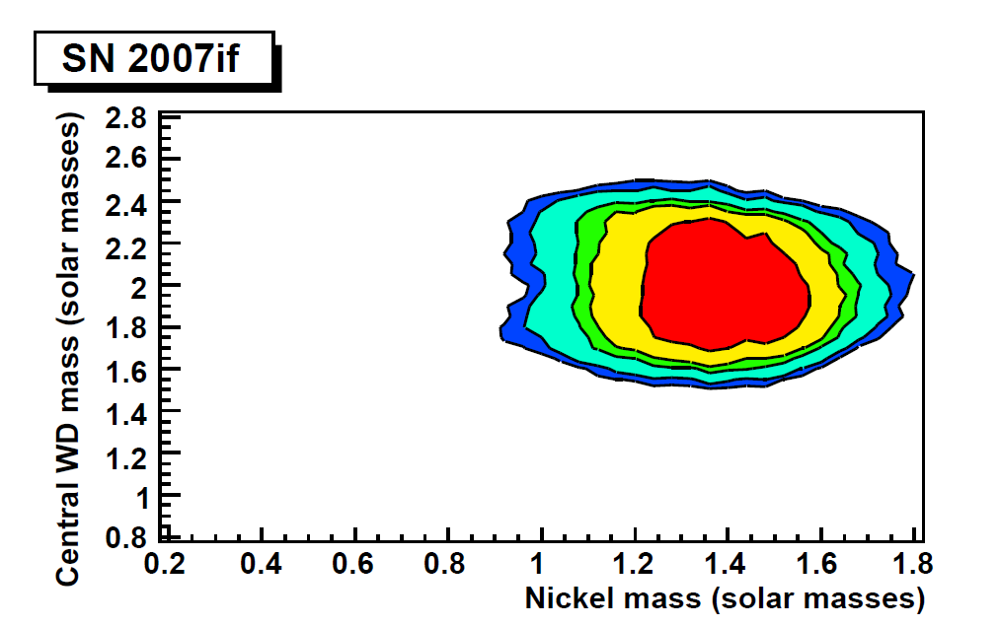 SN 2007if
Central WD mass (solar masses)
2.8
2.6
2.4
2.2
2
1.8
1.6
1.4
1.2
1
0.8
0.2 0.4 0.6 0.8 1 1.2 1.4 1.6 1.8
Nickel mass (solar masses)